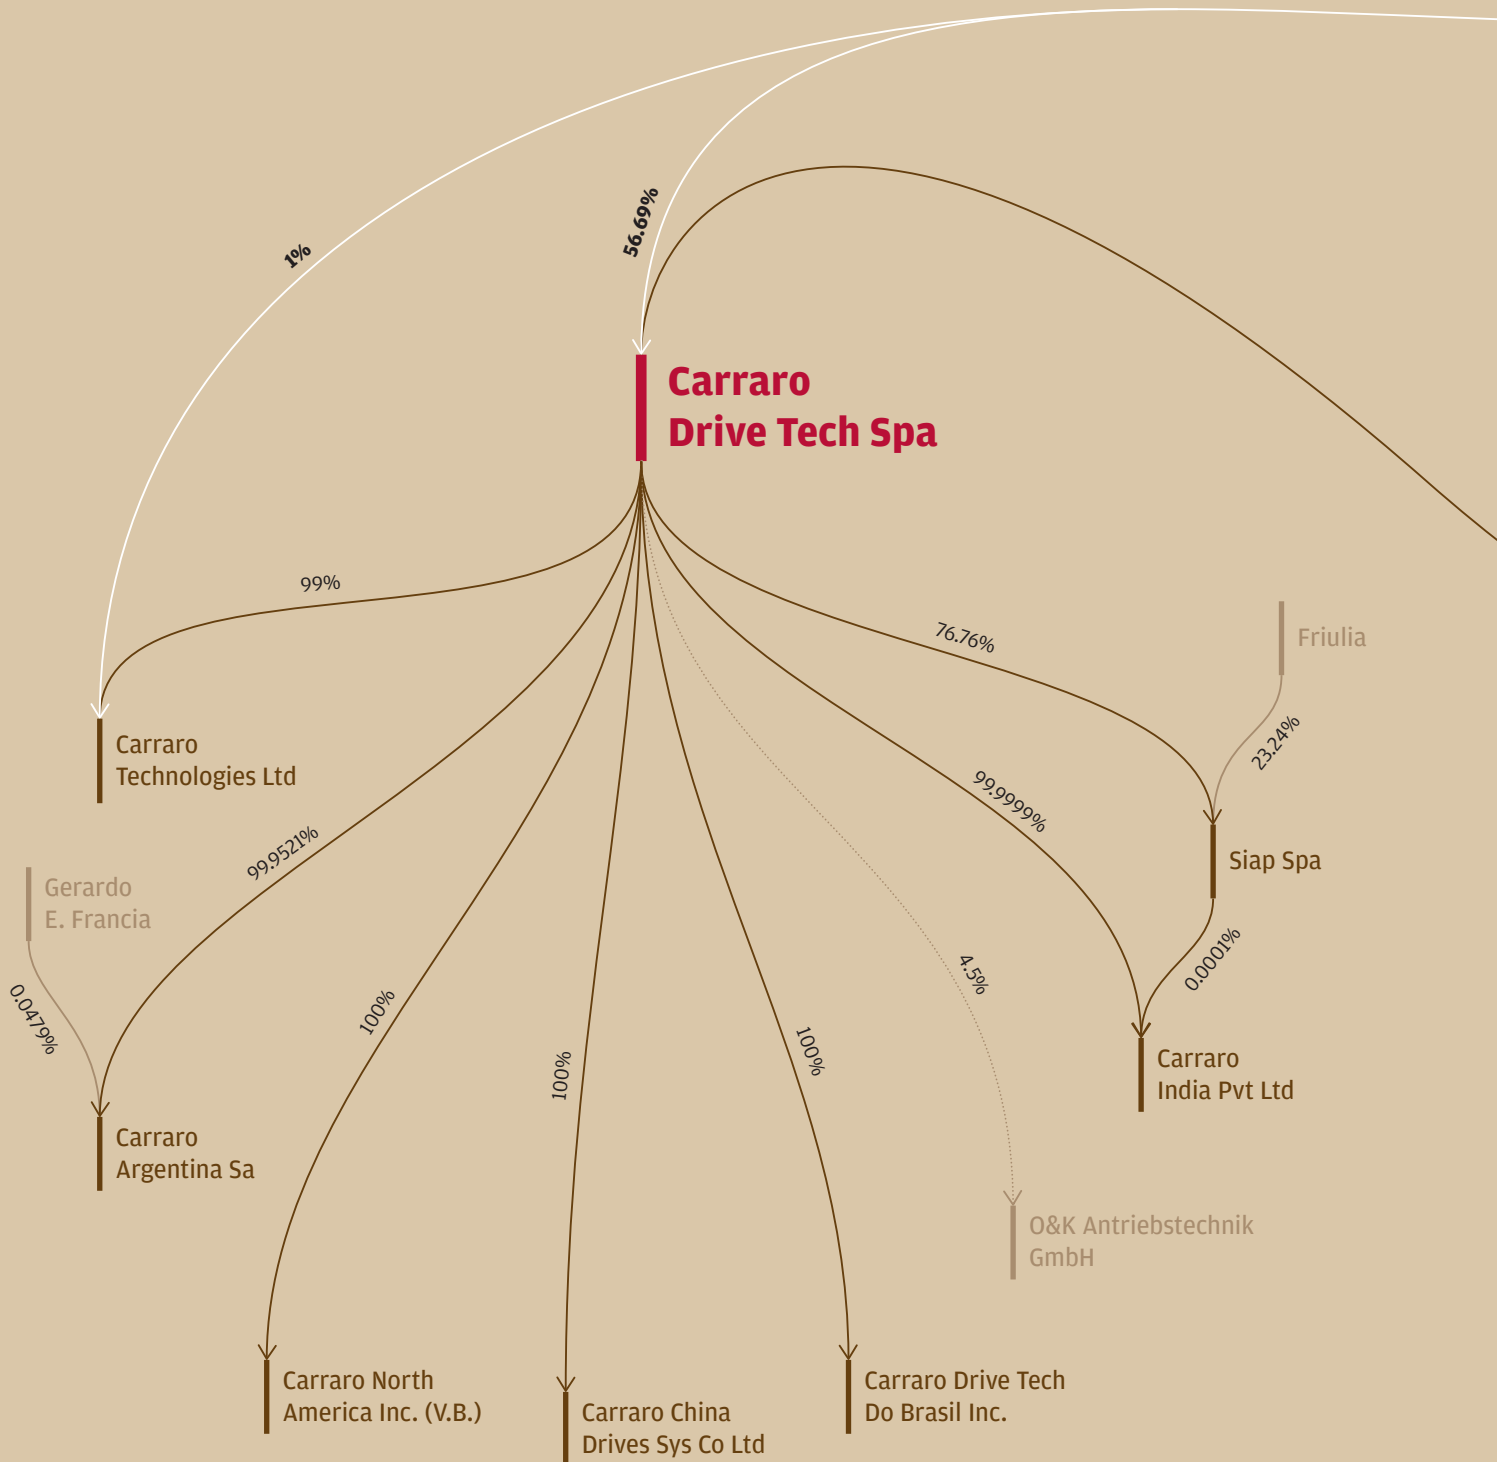 1%
56.69%
Carraro
Drive Tech Spa
99%
76.76%
Friulia
23.24%
Carraro
Technologies Ltd
99.9999%
99.9521%
Siap Spa
Gerardo
E. Francia
0.0479%
0.0001%
4.5%
100%
100%
100%
Carraro
India Pvt Ltd
Carraro
Argentina Sa
O&K Antriebstechnik
GmbH
Carraro North
America Inc. (V.B.)
Carraro China
Drives Sys Co Ltd
Carraro Drive Tech
Do Brasil Inc.